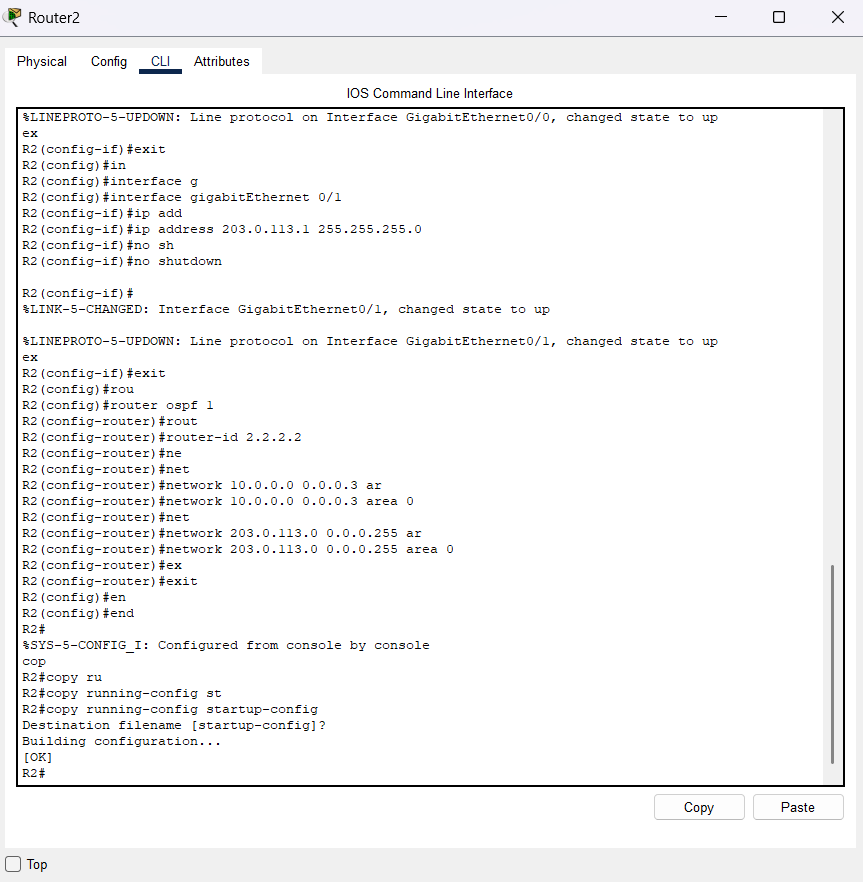 Router2
Physical Config CLI Attributes
IOS Command Line Interface
%LINEPROTO-5-UPDOWN: Line protocol on Interface GigabitEthernet0/0, changed state to up
ex
R2(config-if)#exit
R2(config)#in
R2(config)#interface g
R2(config)#interface gigabitEthernet 0/1
R2(config-if)#ip add
R2(config-if)#ip address 203.0.113.1 255.255.255.0
R2(config-if)#no sh
R2(config-if)#no shutdown
R2(config-if)#
%LINK-5-CHANGED: Interface GigabitEthernet0/1, changed state to up
%LINEPROTO-5-UPDOWN: Line protocol on Interface GigabitEthernet0/1, changed state to up
ex
R2(config-if)#exit
R2(config)#rou
R2(config)#router ospf 1
R2(config-router)#rout
R2(config-router)#router-id 2.2.2.2
R2(config-router)#ne
R2(config-router)#net
R2(config-router)#network 10.0.0.0 0.0.0.3 ar
R2(config-router)#network 10.0.0.0 0.0.0.3 area 0
R2(config-router)#net
R2(config-router)#network 203.0.113.0 0.0.0.255 ar
R2(config-router)#network 203.0.113.0 0.0.0.255 area 0
R2(config-router)#ex
R2(config-router)#exit
R2(config)#en
R2(config)#end
R2#
%SYS-5-CONFIG_I: Configured from console by console
cop
R2#copy ru
R2#copy running-config st
R2#copy running-config startup-config
Destination filename [startup-config]?
Building configuration...
[OK]
R2#
Copy Paste
Top